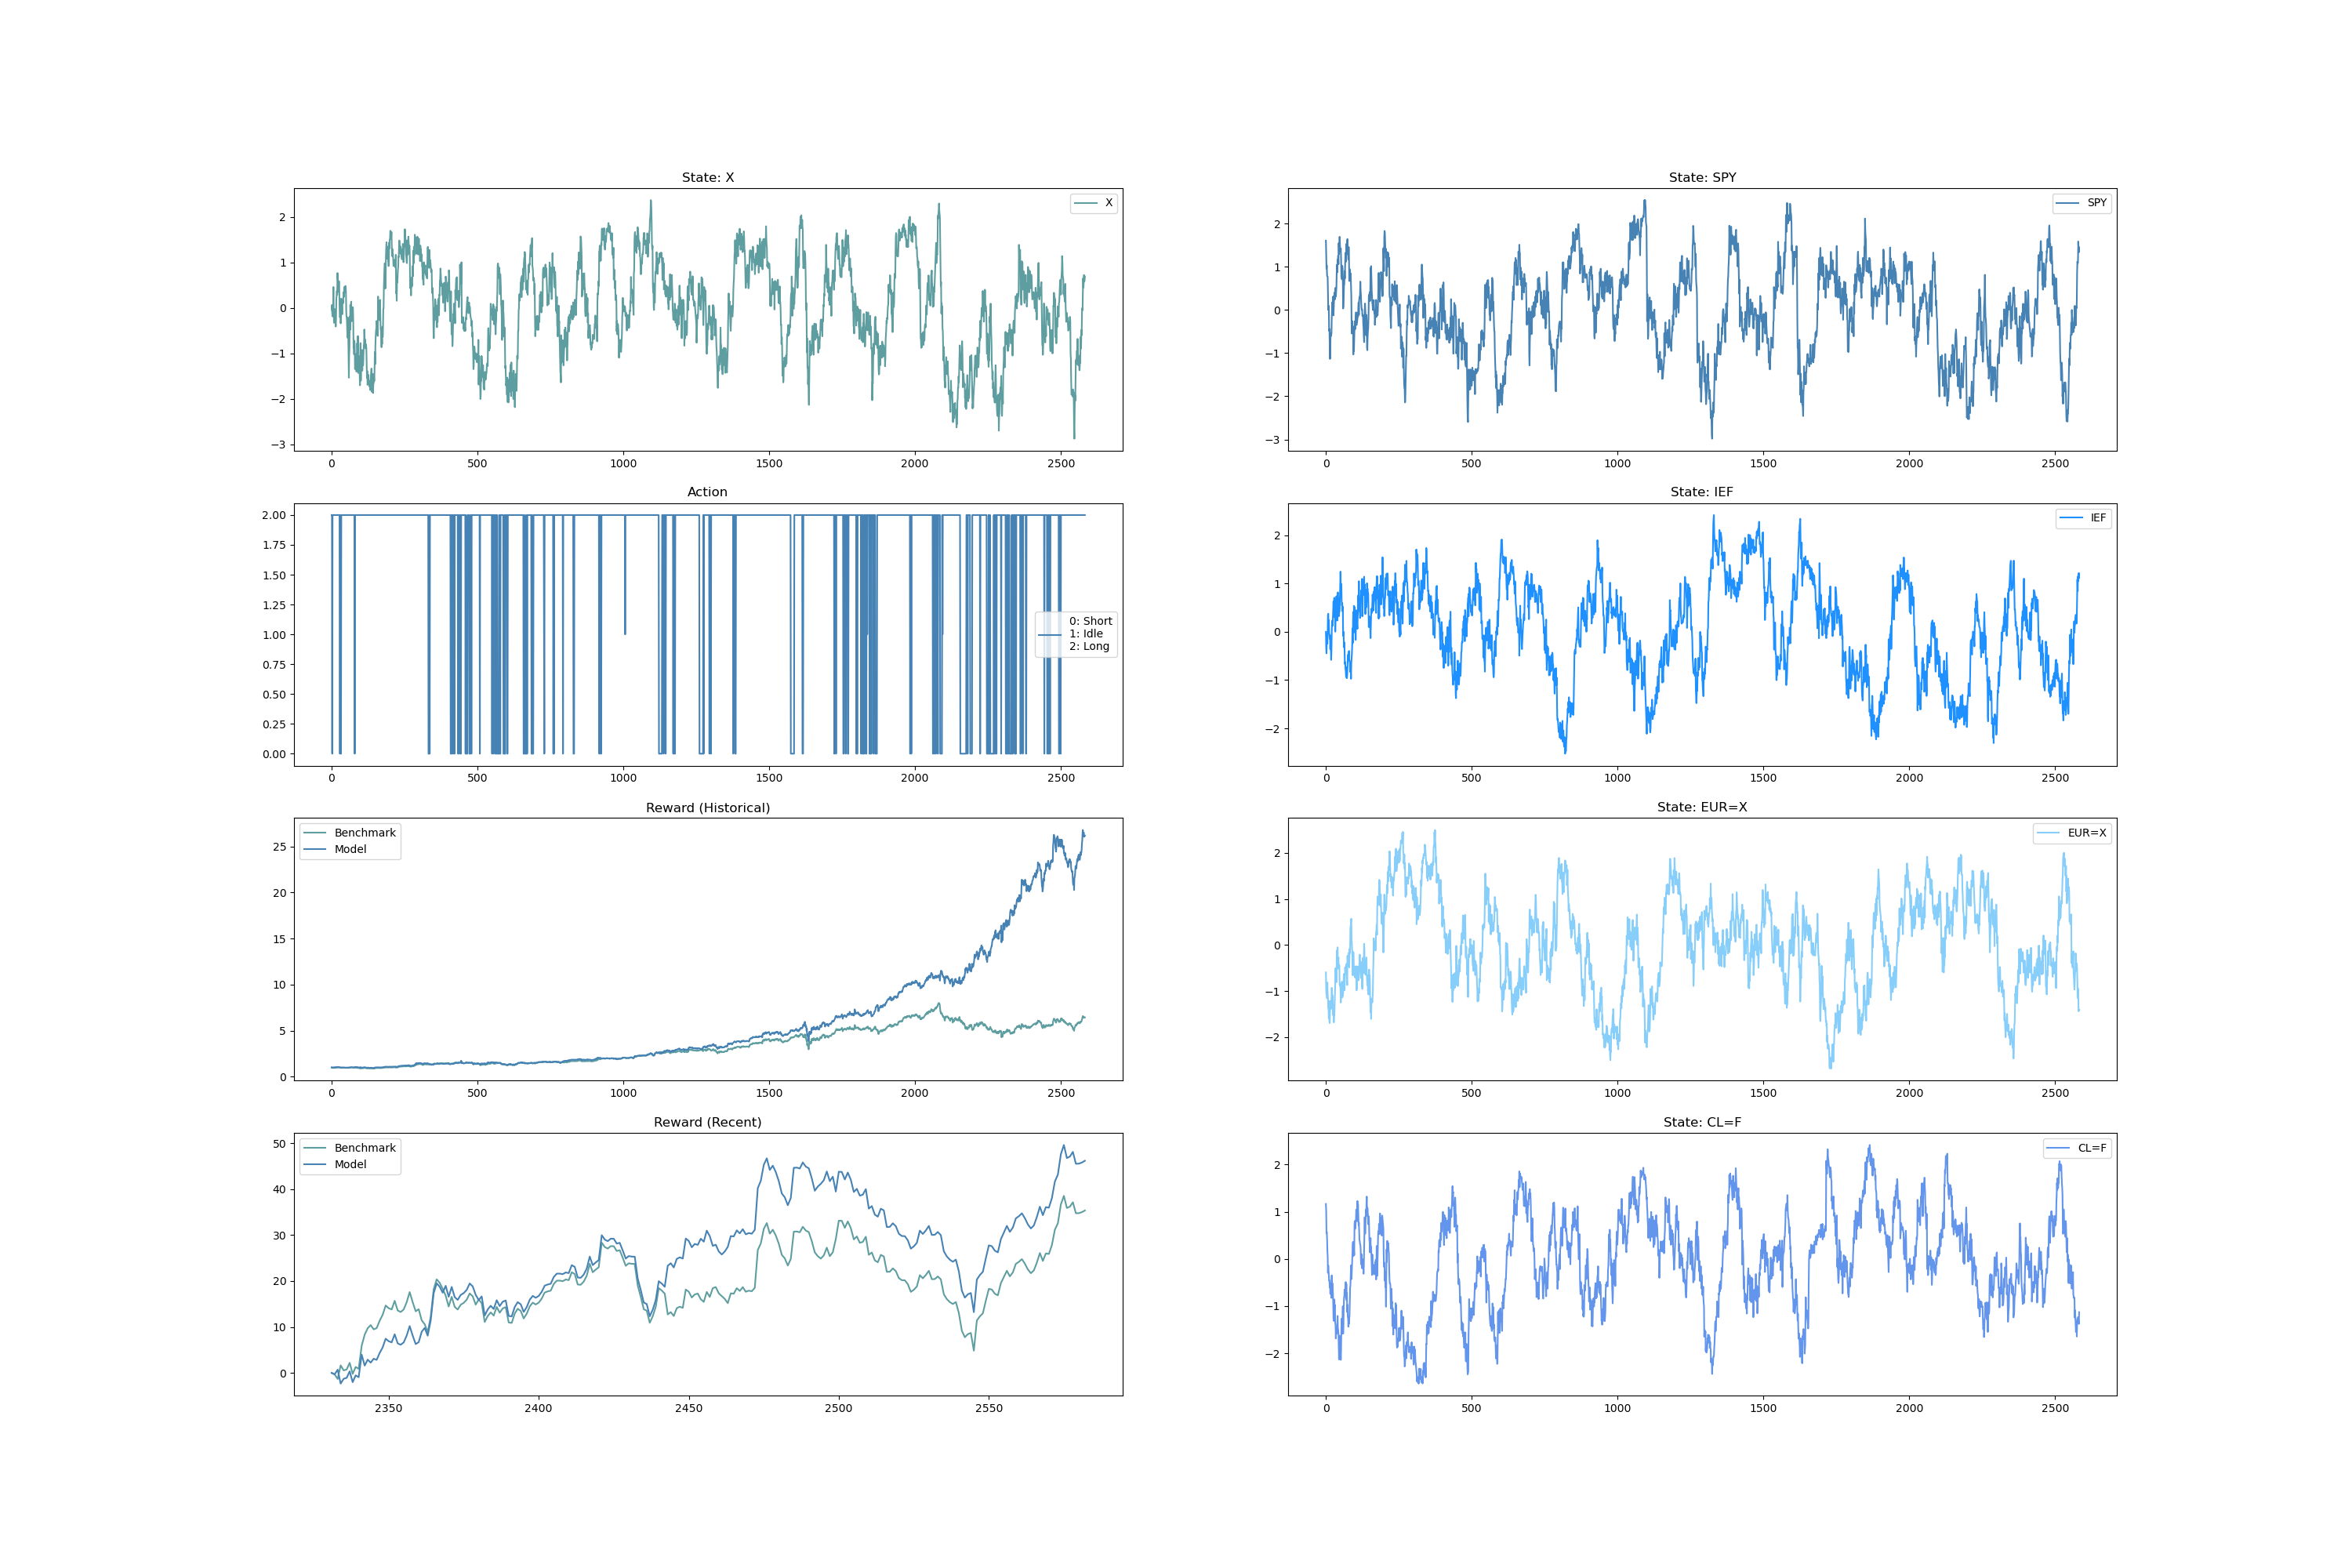 State: X
X
2
1
0
−1
−2
−3
0 500 1000 1500 2000 2500
Action
2.00
1.75
1.50
1.25
1.00
0.75
0.50
0.25
0.00
0: Short
1: Idle
2: Long
0 500 1000 1500 2000 2500
Reward (Historical)
Benchmark
Model
25
20
15
10
5
0
0 500 1000 1500 2000 2500
Reward (Recent)
Benchmark
Model
50
40
30
20
10
0
2350 2400 2450 2500 2550
State: SPY
SPY
2
1
0
−1
−2
−3
0 500 1000 1500 2000 2500
State: IEF
IEF
2
1
0
−1
−2
0 500 1000 1500 2000 2500
State: EUR=X
EUR=X
2
1
0
−1
−2
0 500 1000 1500 2000 2500
State: CL=F
CL=F
2
1
0
−1
−2
0 500 1000 1500 2000 2500